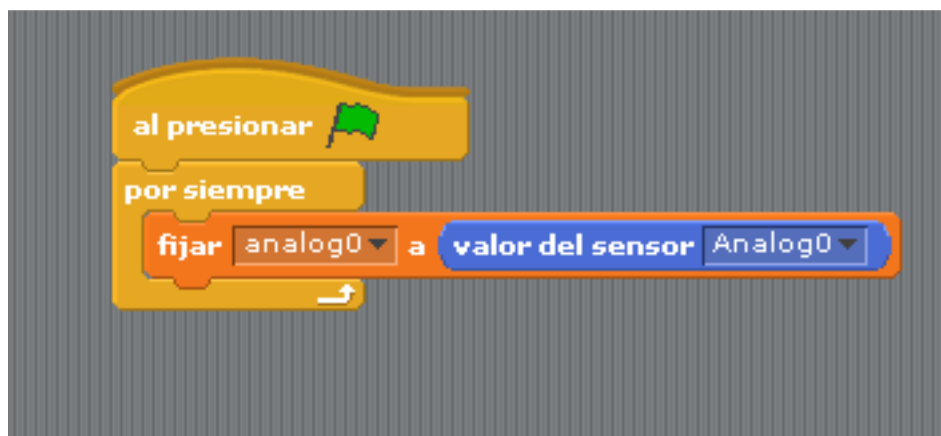 al presionar
por siempre
fijar analog0 a valor del sensor Analog0